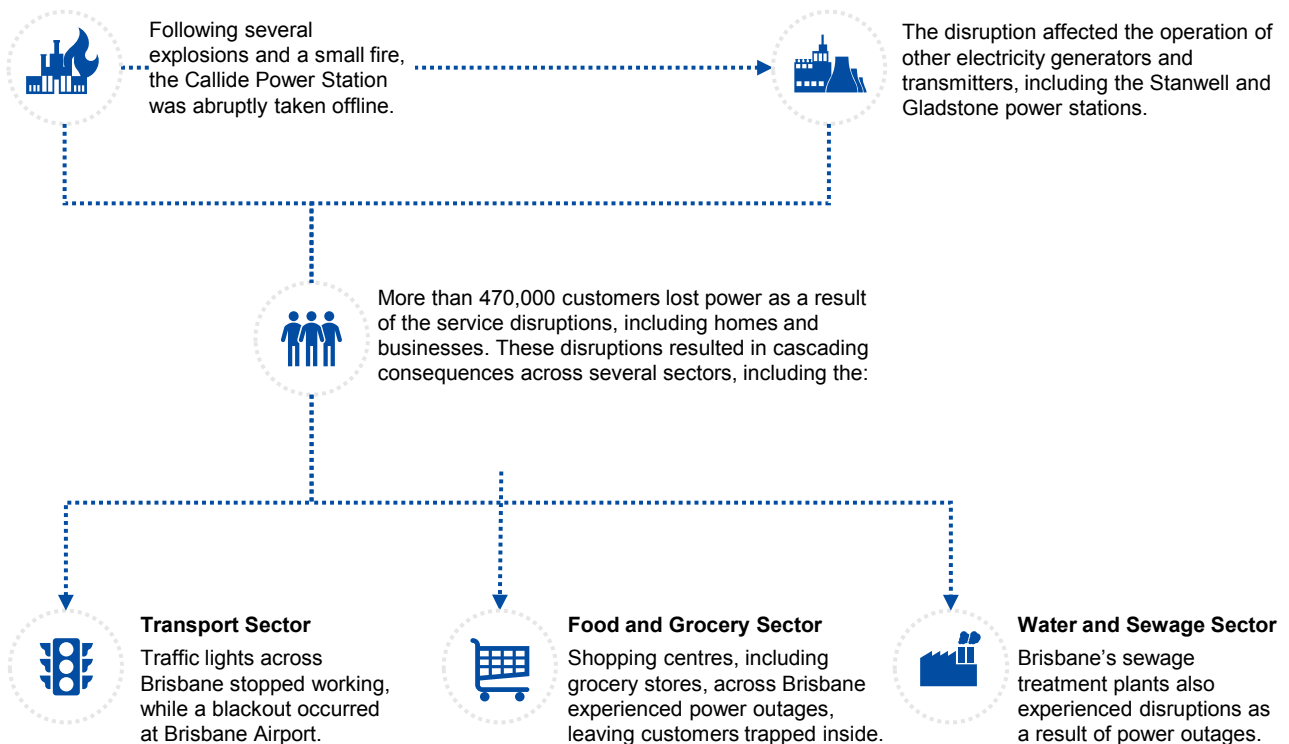 Following several
explosions and a small fire,
the Callide Power Station
was abruptly taken offline.
The disruption affected the operation of
other electricity generators and
transmitters, including the Stanwell and
Gladstone power stations.
More than 470,000 customers lost power as a result
of the service disruptions, including homes and
businesses. These disruptions resulted in cascading
consequences across several sectors, including the:
Transport Sector
Traffic lights across
Brisbane stopped working,
while a blackout occurred
at Brisbane Airport.
Food and Grocery Sector
Shopping centres, including
grocery stores, across Brisbane
experienced power outages,
leaving customers trapped inside.
Water and Sewage Sector
Brisbane’s sewage
treatment plants also
experienced disruptions as
a result of power outages.